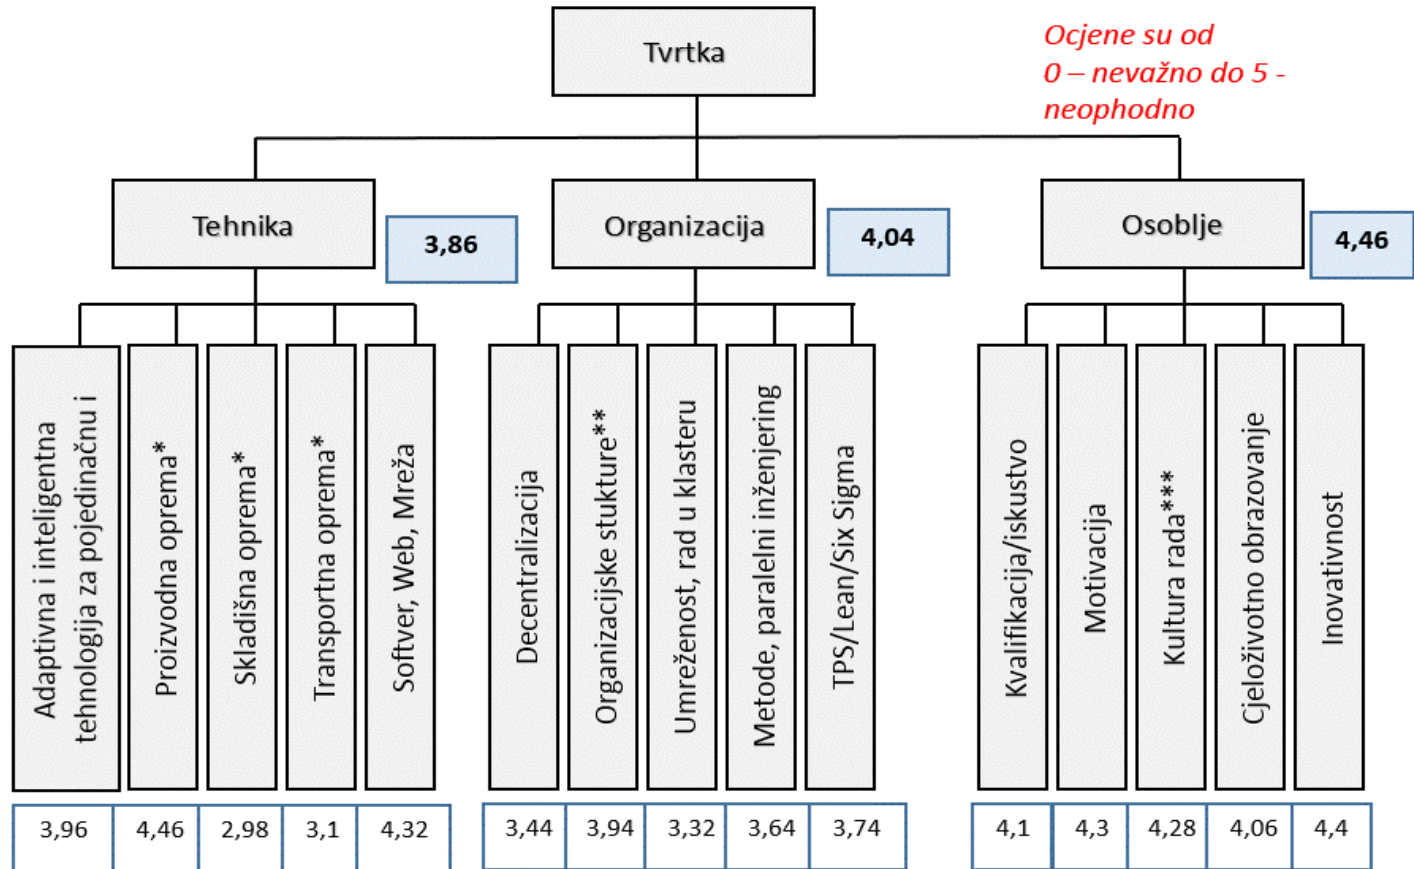 Tvrtka
Ocjene su od
0 – nevažno do 5 -
neophodno
Tehnika
3,86
Organizacija
4,04
Osoblje
4,46
Adaptivna i inteligentna
tehnologija za pojedinačnu i
Proizvodna oprema*
Skladišna oprema*
Transportna oprema*
Softver, Web, Mreža
Decentralizacija
Organizacijske stukture**
Umreženost, rad u klasteru
Metode, paralelni inženjering
TPS/Lean/Six Sigma
Kvalifikacija/iskustvo
Motivacija
Kultura rada***
Cjeloživotno obrazovanje
Inovativnost
3,96
4,46
2,98
3,1
4,32
3,44
3,94
3,32
3,64
3,74
4,1
4,3
4,28
4,06
4,4